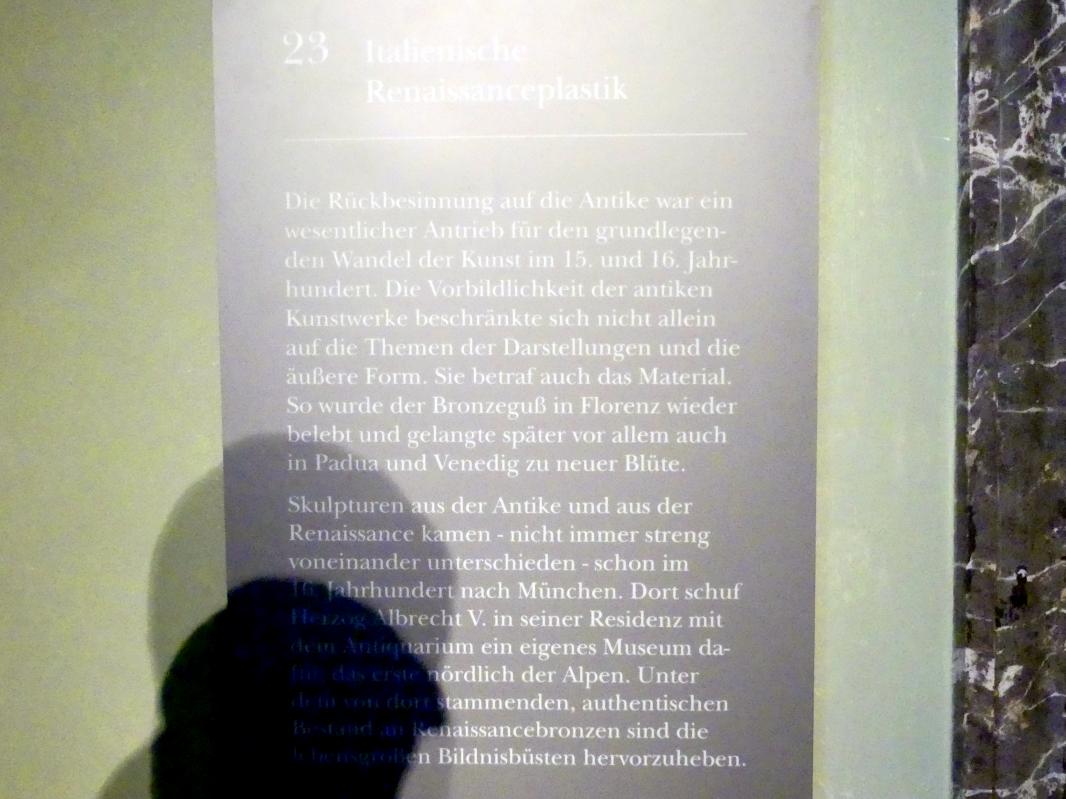 23 Italienische
Renaissanceplastik
Die Rückbesinnung auf die Antike war ein
wesentlicher Antrieb für den grundlegen-
den Wandel der Kunst im 15. und 16. Jahr-
hundert. Die Vorbildlichkeit der antiken
Kunstwerke beschränkte sich nicht allein
auf die Themen der Darstellungen und die
äußere Form. Sie betraf auch das Material.
So wurde der Bronzeguß in Florenz wieder
belebt und gelangte später vor allem auch
in Padua und Venedig zu neuer Blüte.
Skulpturen aus der Antike und aus der
Renaissance kamen - nicht immer streng
voneinander unterschieden - schon im
16. Jahrhundert nach München. Dort schuf
Herzog Albrecht V. in seiner Residenz mit
dem Antiquarium ein eigenes Museum da-
für, das erste nördlich der Alpen. Unter
dem von dort stammenden, authentischen
Bestand an Renaissancebronzen sind die
lebensgroßen Bildnisbüsten hervorzuheben.